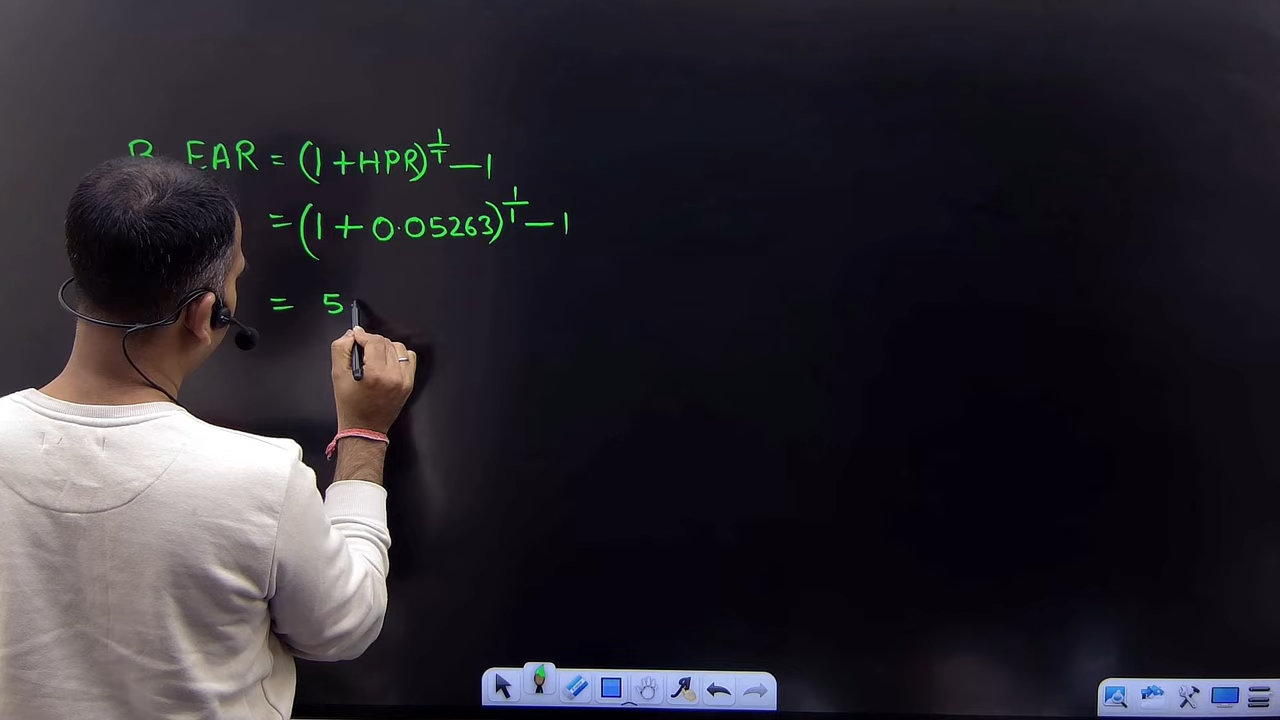 B EAR = (1 + HPR)^(1/T) − 1
= (1 + 0.05263)^(1/1) − 1
= 5